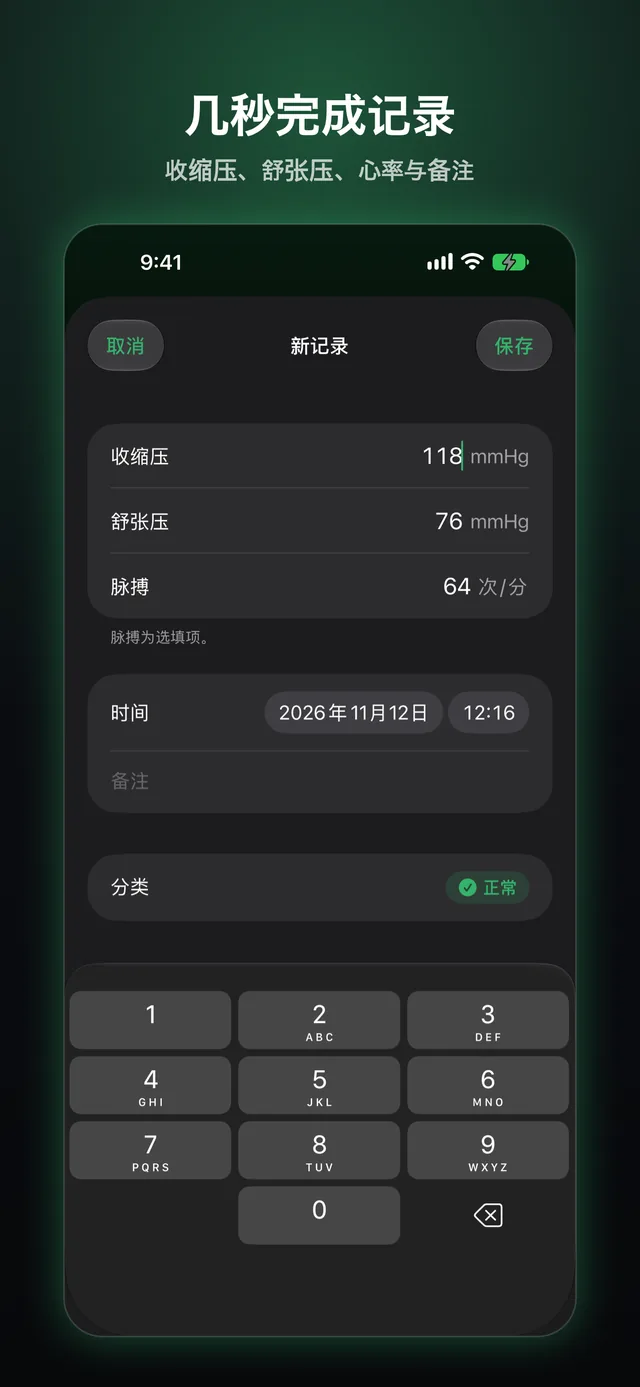 几秒完成记录
收缩压、舒张压、心率与备注
9:41
取消 新记录 保存
收缩压 118 mmHg
舒张压 76 mmHg
脉搏 64 次/分
脉搏为选填项。
时间 2026年11月12日 12:16
备注
分类 正常
1 2 3
ABC DEF
4 5 6
GHI JKL MNO
7 8 9
PQRS TUV WXYZ
0